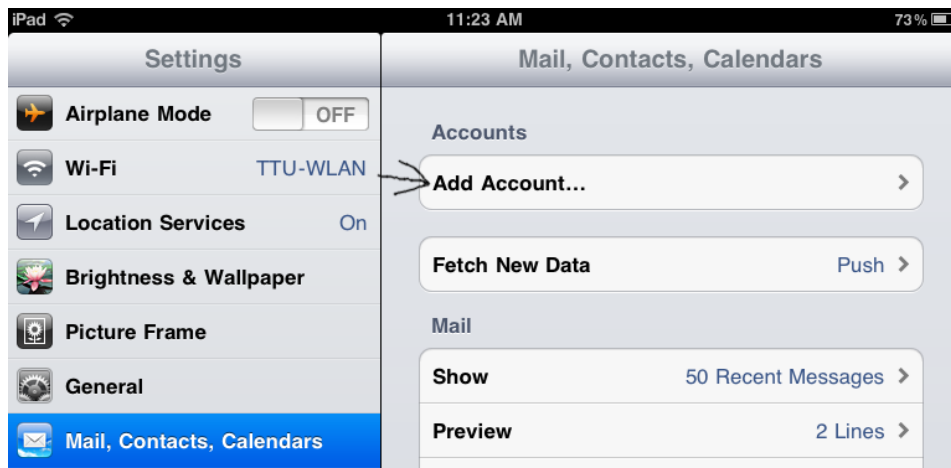 iPad 11:23 AM 73%
Settings
Airplane Mode OFF
Wi-Fi TTU-WLAN
Location Services On
Brightness & Wallpaper
Picture Frame
General
Mail, Contacts, Calendars
Mail, Contacts, Calendars
Accounts
Add Account...
Fetch New Data Push
Mail
Show 50 Recent Messages
Preview 2 Lines